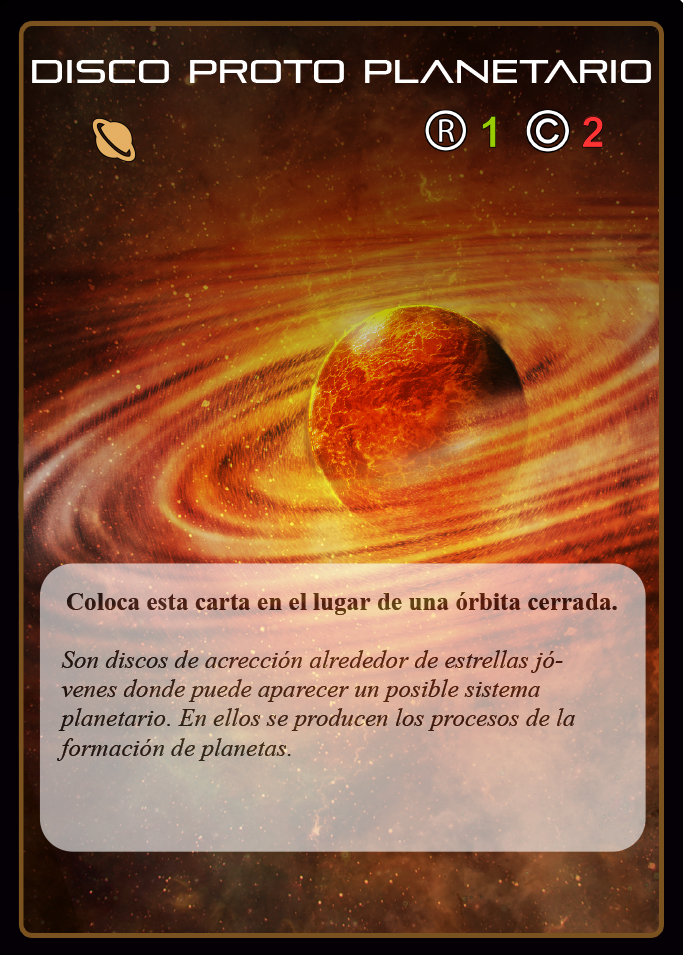 DISCO PROTO PLANETARIO
® 1 © 2
Coloca esta carta en el lugar de una órbita cerrada.
Son discos de acrección alrededor de estrellas jó-
venes donde puede aparecer un posible sistema
planetario. En ellos se producen los procesos de la
formación de planetas.